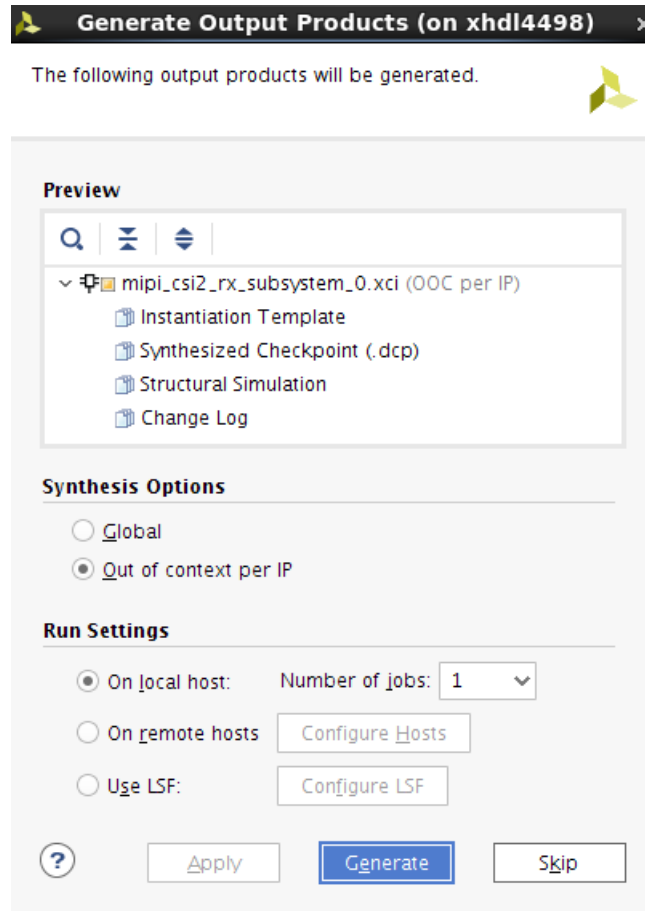 Generate Output Products (on xhdl4498)
The following output products will be generated.
Preview
mipi_csi2_rx_subsystem_0.xci (OOC per IP)
Instantiation Template
Synthesized Checkpoint (.dcp)
Structural Simulation
Change Log
Synthesis Options
Global
Out of context per IP
Run Settings
On local host: Number of jobs: 1
On remote hosts Configure Hosts
Use LSF: Configure LSF
? Apply Generate Skip